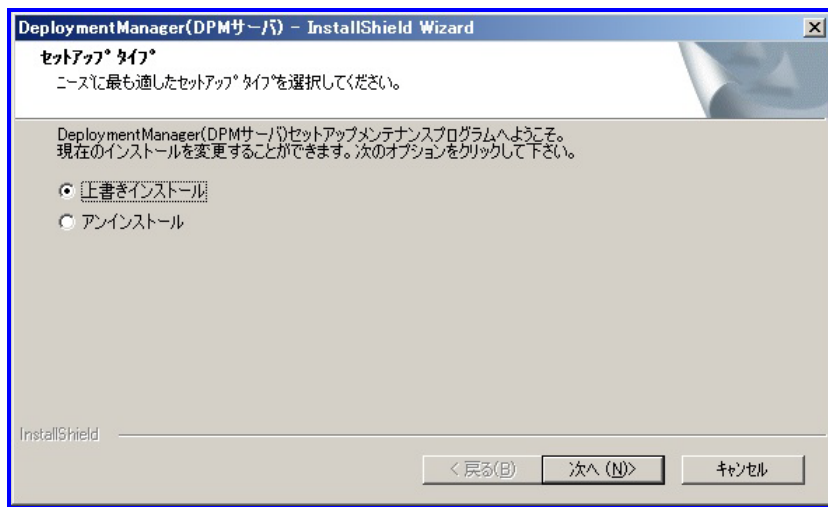 DeploymentManager(DPMサーバ) - InstallShield Wizard
セットアップ タイプ
ニーズに最も適したセットアップ タイプを選択してください。
DeploymentManager(DPMサーバ)セットアップメンテナンスプログラムへようこそ。
現在のインストールを変更することができます。次のオプションをクリックして下さい。
上書きインストール
アンインストール
InstallShield
< 戻る(B)
次へ (N)>
キャンセル